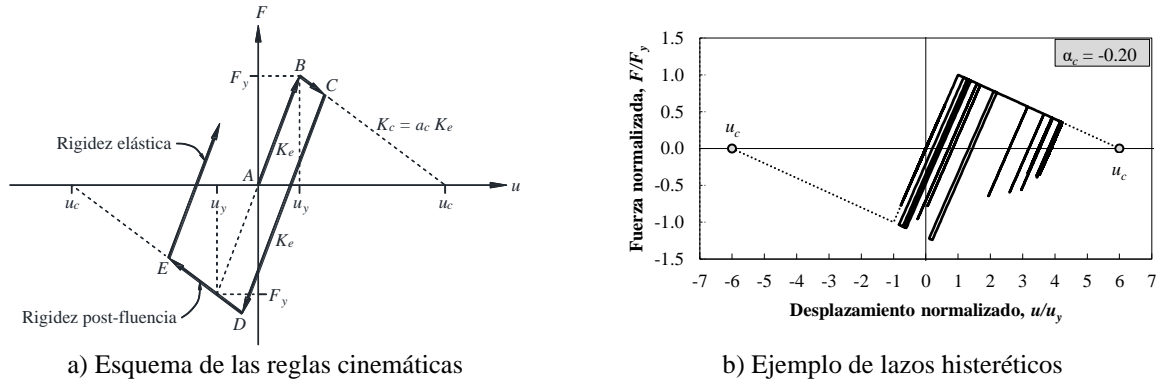 F
B
F_y
C
K_c = a_c K_e
Rigidez elástica
K_e
A
u
u_c
u_y
u_y
u_c
K_e
E
F_y
Rigidez post-fluencia
D
a) Esquema de las reglas cinemáticas
Fuerza normalizada, F/F_y
1.5
1.0
0.5
0.0
-0.5
-1.0
-1.5
α_c = -0.20
u_c
u_c
-7 -6 -5 -4 -3 -2 -1 0 1 2 3 4 5 6 7
Desplazamiento normalizado, u/u_y
b) Ejemplo de lazos histeréticos